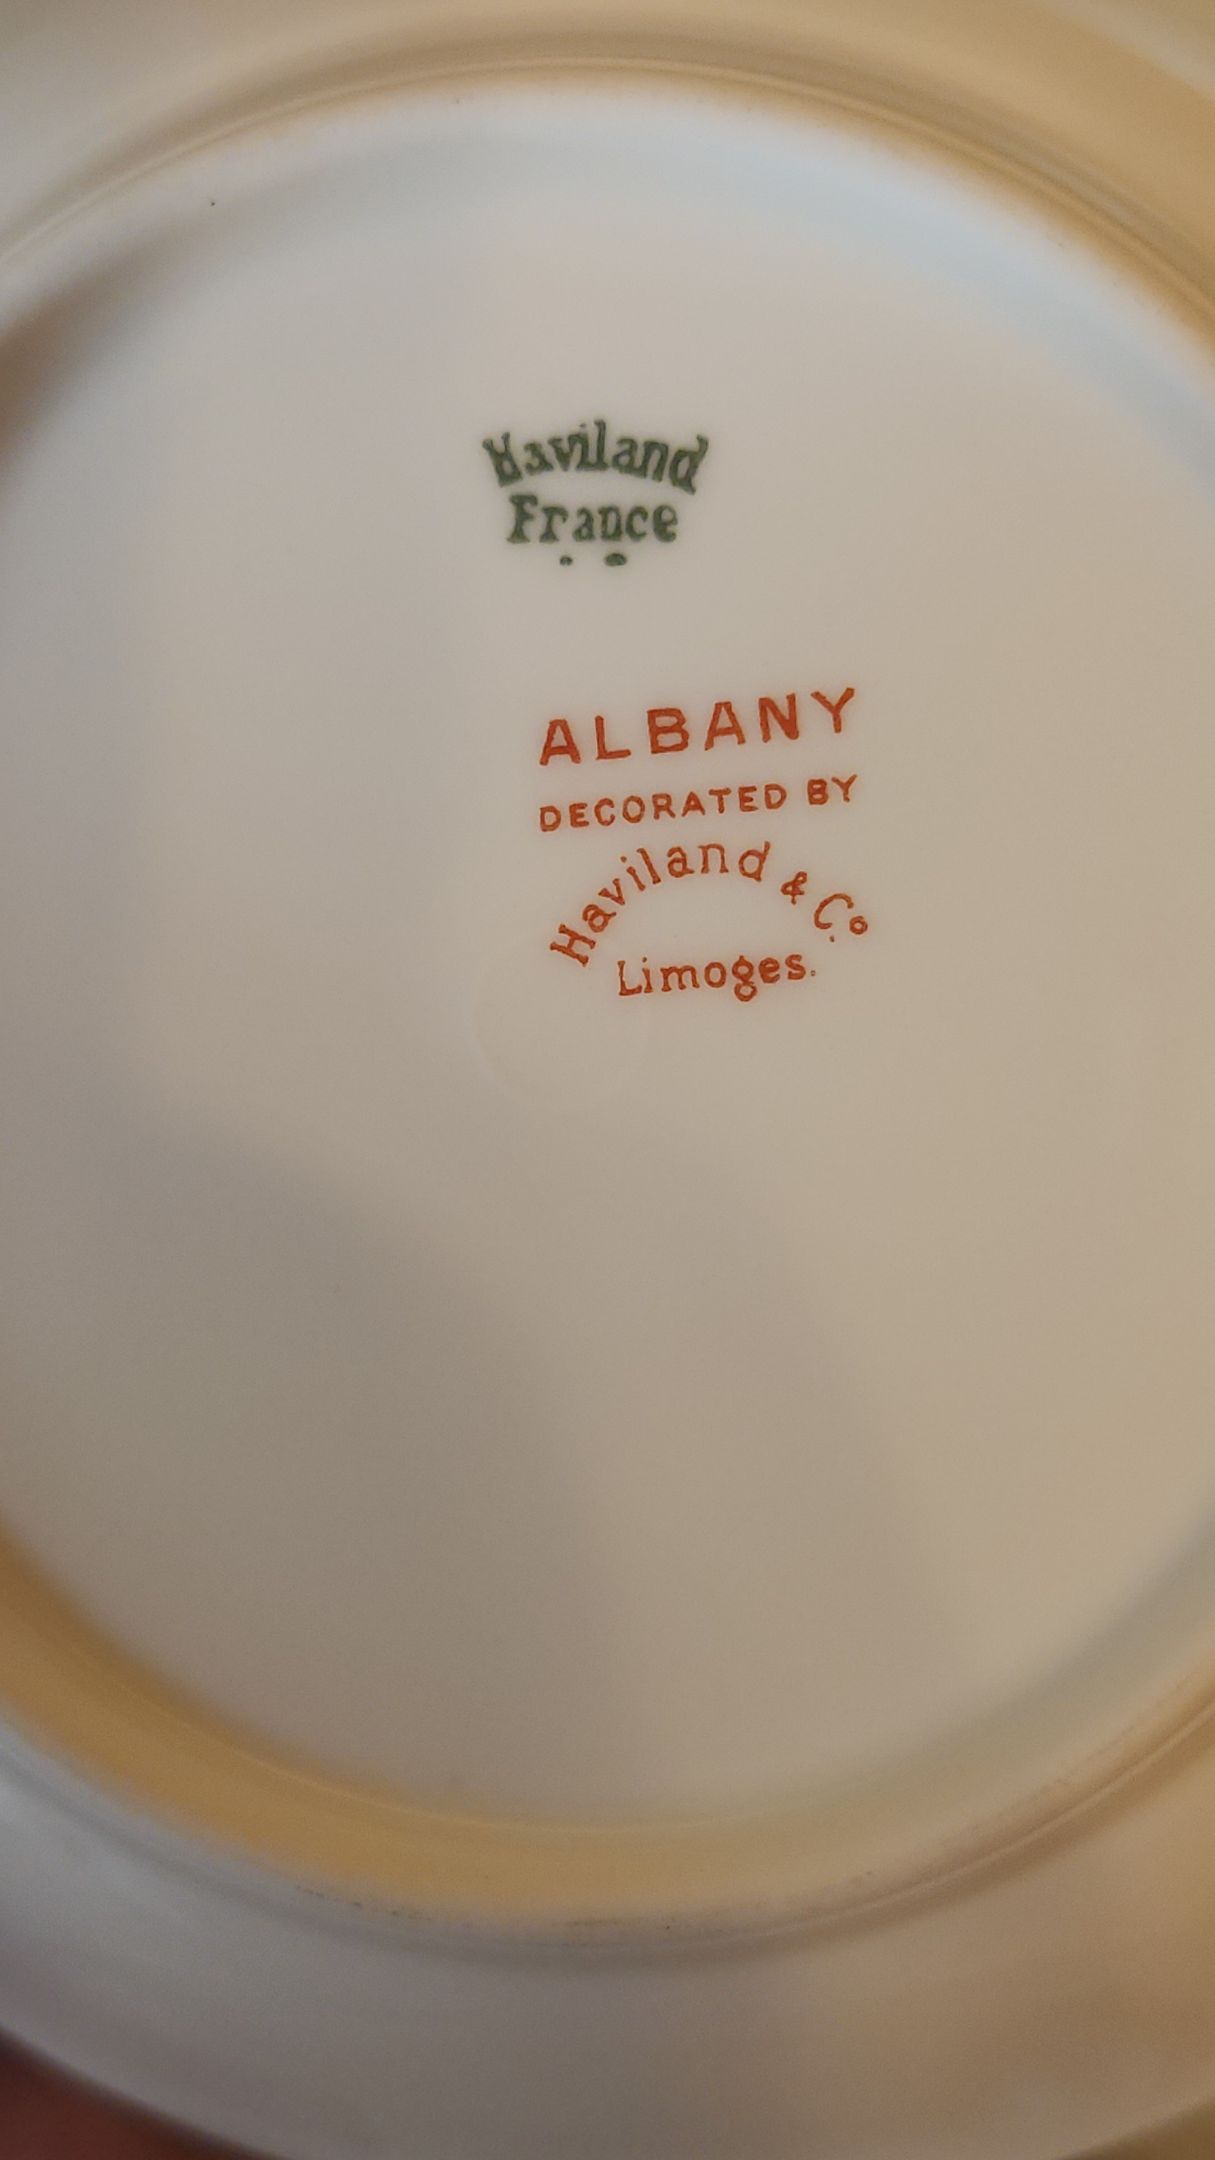 Haviland
France
ALBANY
DECORATED BY
Haviland & Co.
Limoges.